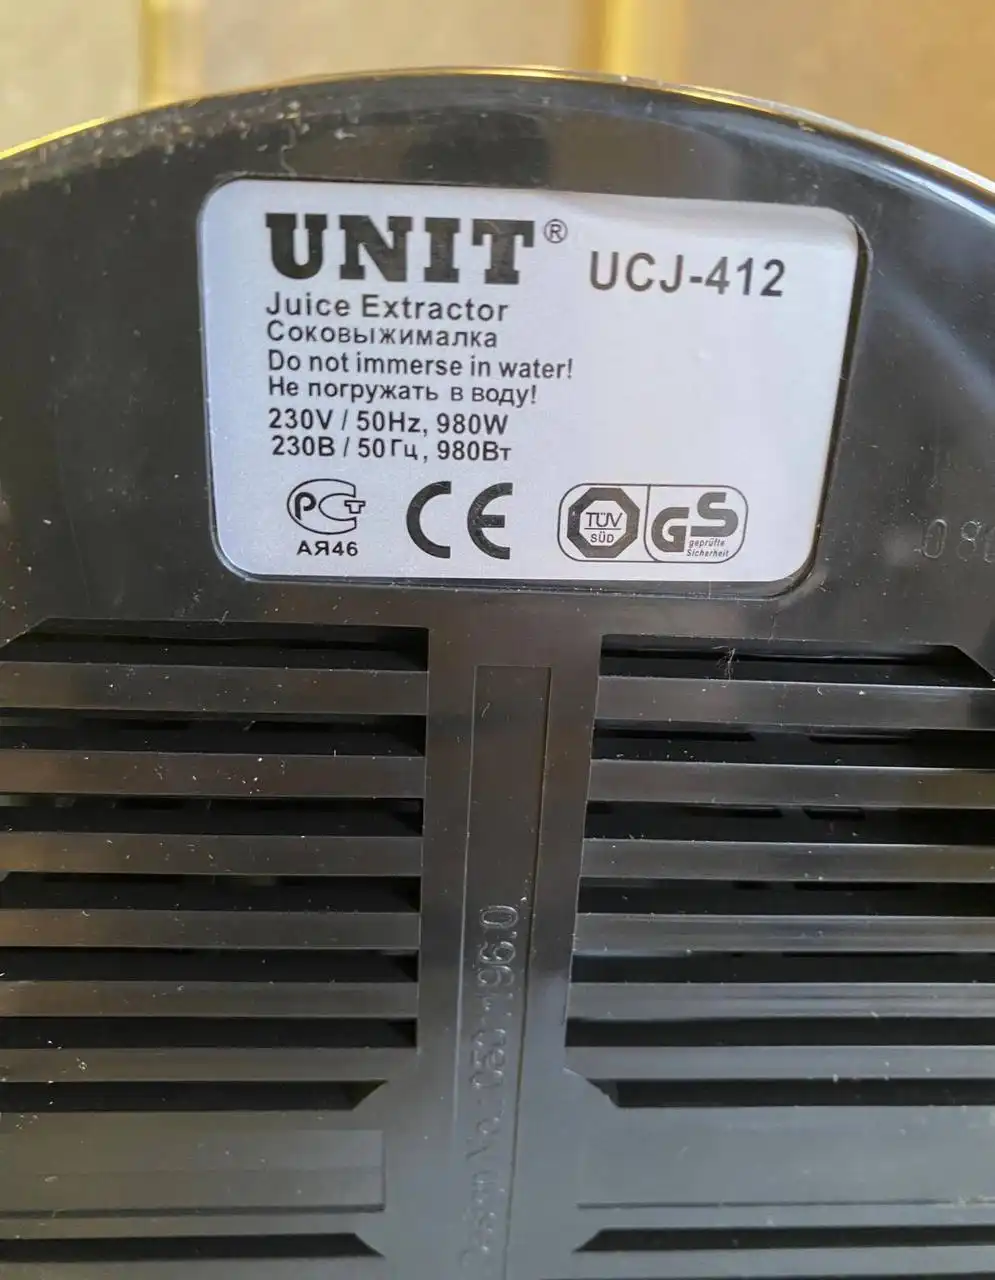 UNIT® UCJ-412
Juice Extractor
Соковыжималка
Do not immerse in water!
Не погружать в воду!
230V / 50Hz, 980W
230В / 50Гц, 980Вт
РСТ
АЯ46
CE
TÜV
SÜD
GS
geprüfte
Sicherheit